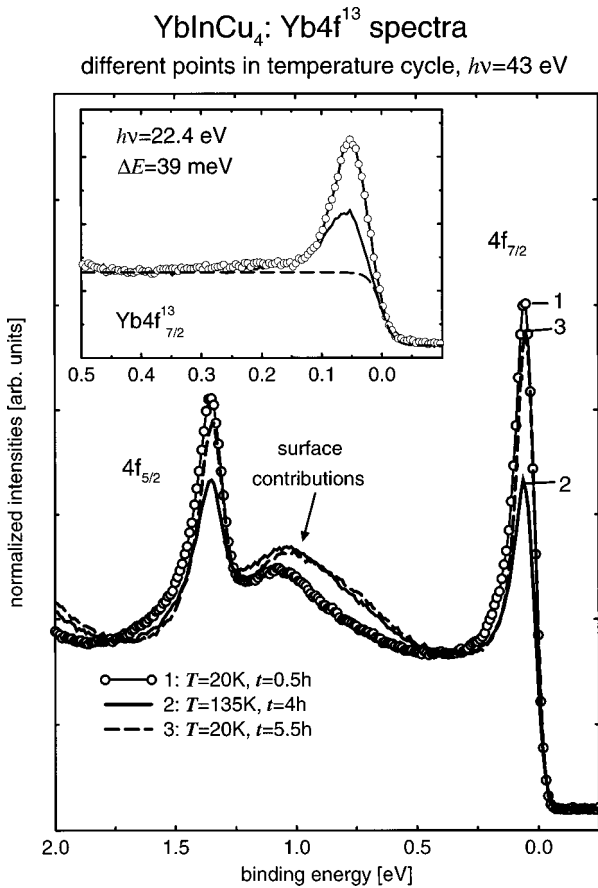 YbInCu₄: Yb4f¹³ spectra
different points in temperature cycle, hν=43 eV
hν=22.4 eV
ΔE=39 meV
Yb4f¹³₇/₂
0.5 0.4 0.3 0.2 0.1 0.0
4f₇/₂
1
3
2
4f₅/₂
surface
contributions
normalized intensities [arb. units]
1: T=20K, t=0.5h
2: T=135K, t=4h
3: T=20K, t=5.5h
2.0 1.5 1.0 0.5 0.0
binding energy [eV]